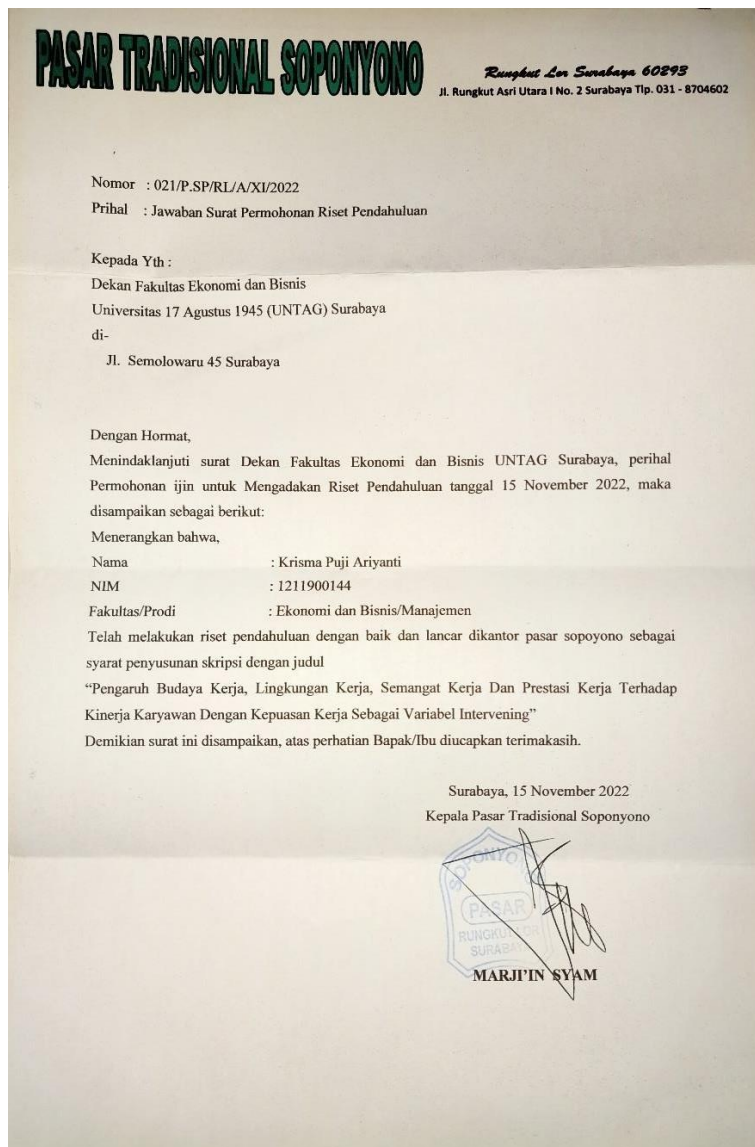 PASAR TRADISIONAL SOPONYONO
Rungkut Lor Surabaya 60293
Jl. Rungkut Asri Utara I No. 2 Surabaya Tlp. 031 - 8704602
Nomor : 021/P.SP/RL/A/XI/2022
Prihal : Jawaban Surat Permohonan Riset Pendahuluan
Kepada Yth :
Dekan Fakultas Ekonomi dan Bisnis
Universitas 17 Agustus 1945 (UNTAG) Surabaya
di-
Jl. Semolowaru 45 Surabaya
Dengan Hormat,
Menindaklanjuti surat Dekan Fakultas Ekonomi dan Bisnis UNTAG Surabaya, perihal
Permohonan ijin untuk Mengadakan Riset Pendahuluan tanggal 15 November 2022, maka
disampaikan sebagai berikut:
Menerangkan bahwa,
Nama : Krisma Puji Ariyanti
NIM : 1211900144
Fakultas/Prodi : Ekonomi dan Bisnis/Manajemen
Telah melakukan riset pendahuluan dengan baik dan lancar dikantor pasar sopoyono sebagai
syarat penyusunan skripsi dengan judul
“Pengaruh Budaya Kerja, Lingkungan Kerja, Semangat Kerja Dan Prestasi Kerja Terhadap
Kinerja Karyawan Dengan Kepuasan Kerja Sebagai Variabel Intervening”
Demikian surat ini disampaikan, atas perhatian Bapak/Ibu diucapkan terimakasih.
Surabaya, 15 November 2022
Kepala Pasar Tradisional Soponyono
SOPONYONO
PASAR
RUNGKUT LOR
SURABAYA
MARJI'IN SYAM